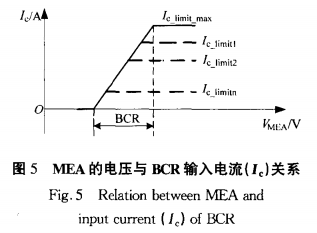 I_c/A
I_c_limit_max
I_c_limit1
I_c_limit2
I_c_limitn
O
BCR
V_MEA/V
图 5 MEA 的电压与 BCR 输入电流(I_c)关系
Fig. 5 Relation between MEA and
input current (I_c) of BCR